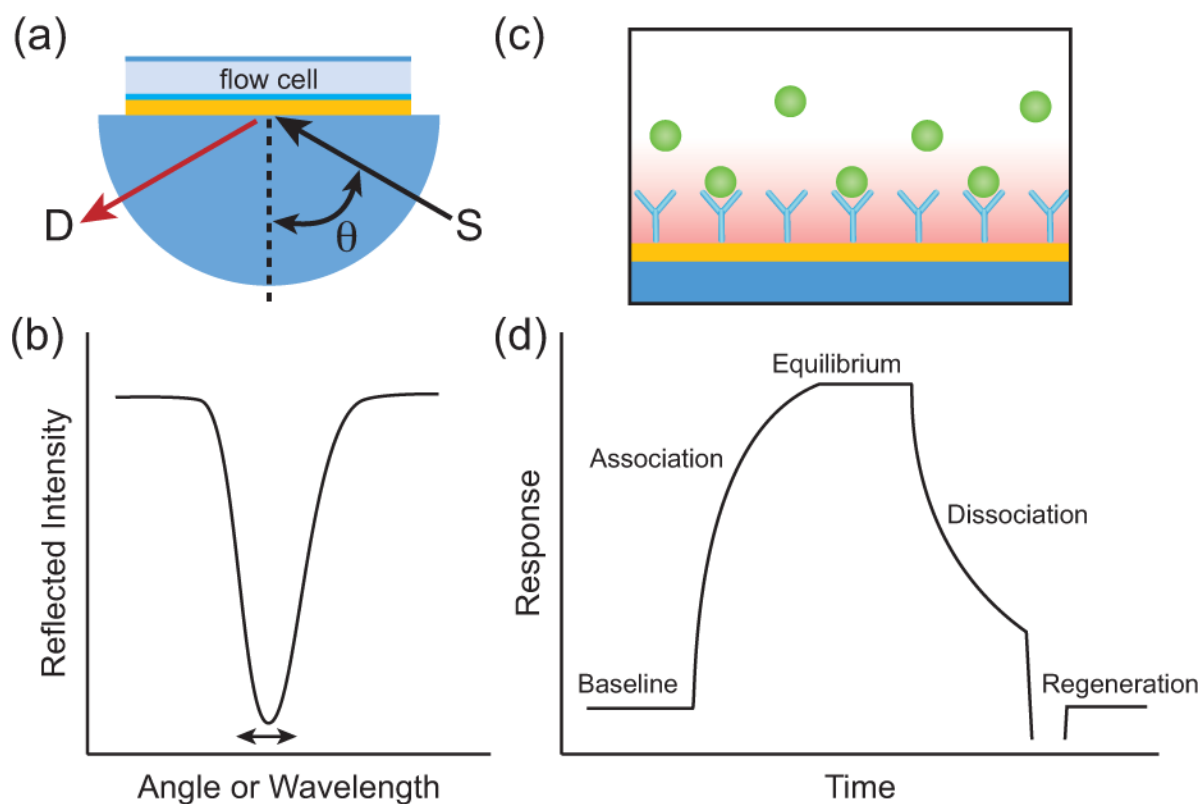 (a)
flow cell
D
S
θ
(b)
Reflected Intensity
Angle or Wavelength
(c)
(d)
Equilibrium
Association
Dissociation
Response
Baseline
Regeneration
Time